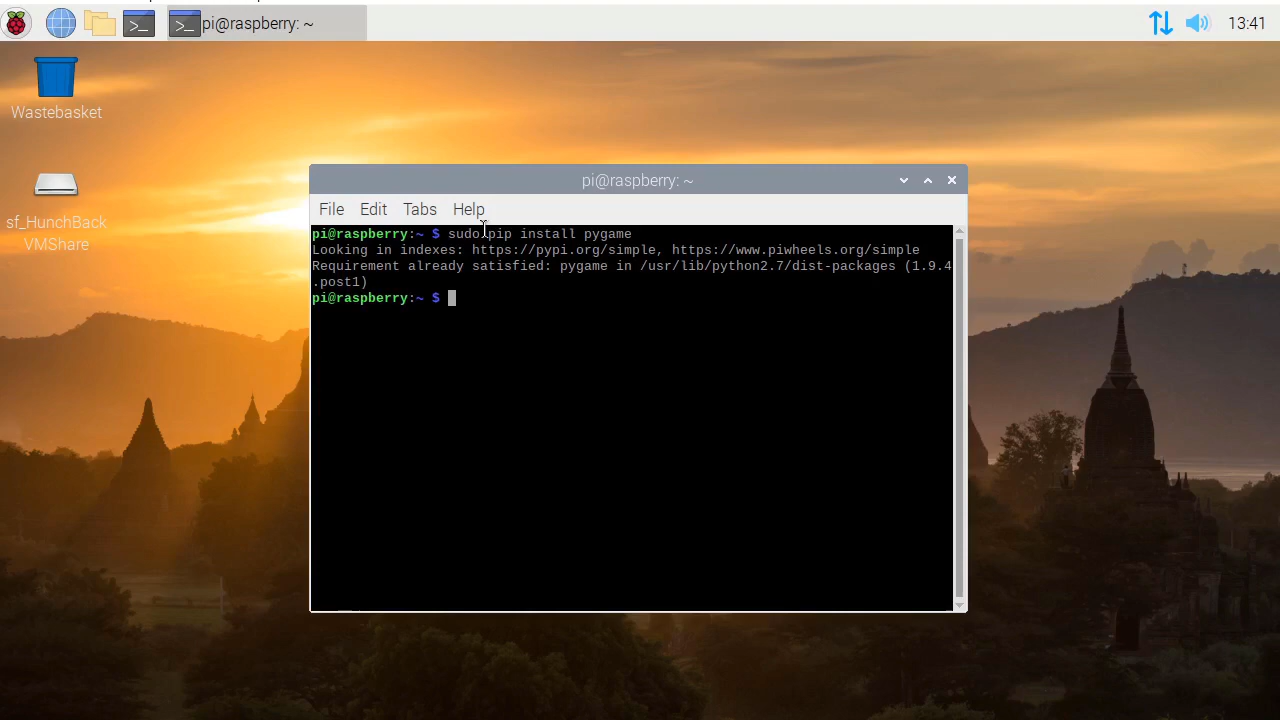 pi@raspberry: ~
13:41
Wastebasket
sf_HunchBack
VMShare
pi@raspberry: ~
File Edit Tabs Help
pi@raspberry:~ $ sudo pip install pygame
Looking in indexes: https://pypi.org/simple, https://www.piwheels.org/simple
Requirement already satisfied: pygame in /usr/lib/python2.7/dist-packages (1.9.4
.post1)
pi@raspberry:~ $